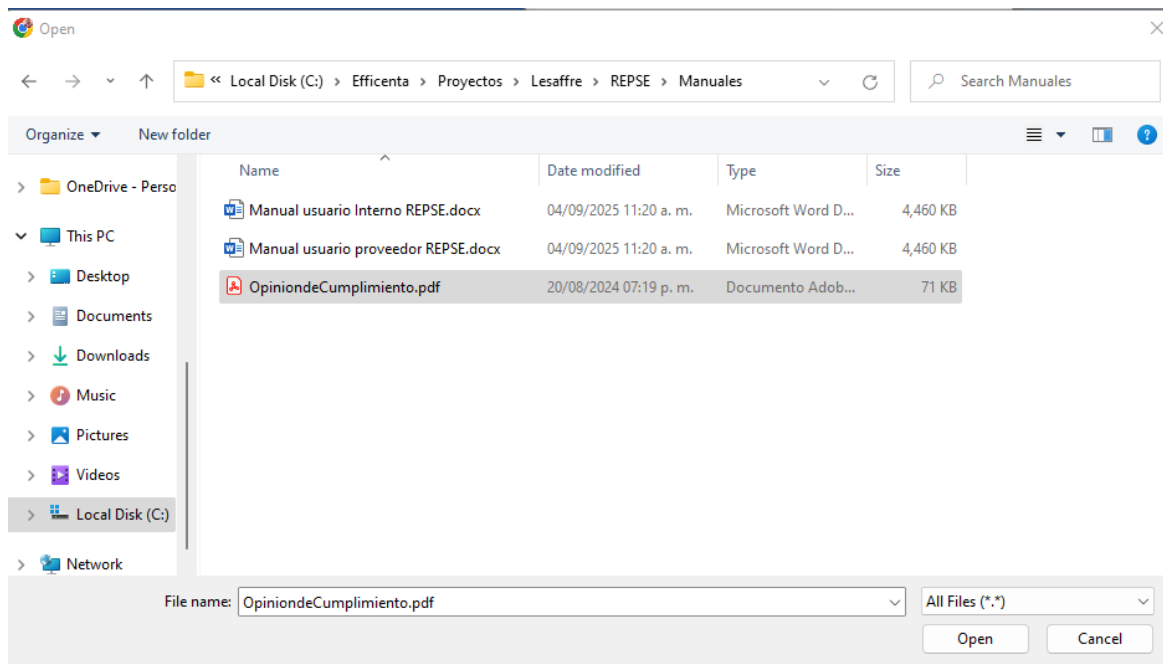 Open
« Local Disk (C:) > Efficenta > Proyectos > Lesaffre > REPSE > Manuales
Search Manuales
Organize New folder
Name Date modified Type Size
OneDrive - Perso
This PC
Desktop
Documents
Downloads
Music
Pictures
Videos
Local Disk (C:)
Network
Manual usuario Interno REPSE.docx 04/09/2025 11:20 a. m. Microsoft Word D... 4,460 KB
Manual usuario proveedor REPSE.docx 04/09/2025 11:20 a. m. Microsoft Word D... 4,460 KB
OpiniondeCumplimiento.pdf 20/08/2024 07:19 p. m. Documento Adob... 71 KB
File name: OpiniondeCumplimiento.pdf All Files (*.*)
Open Cancel